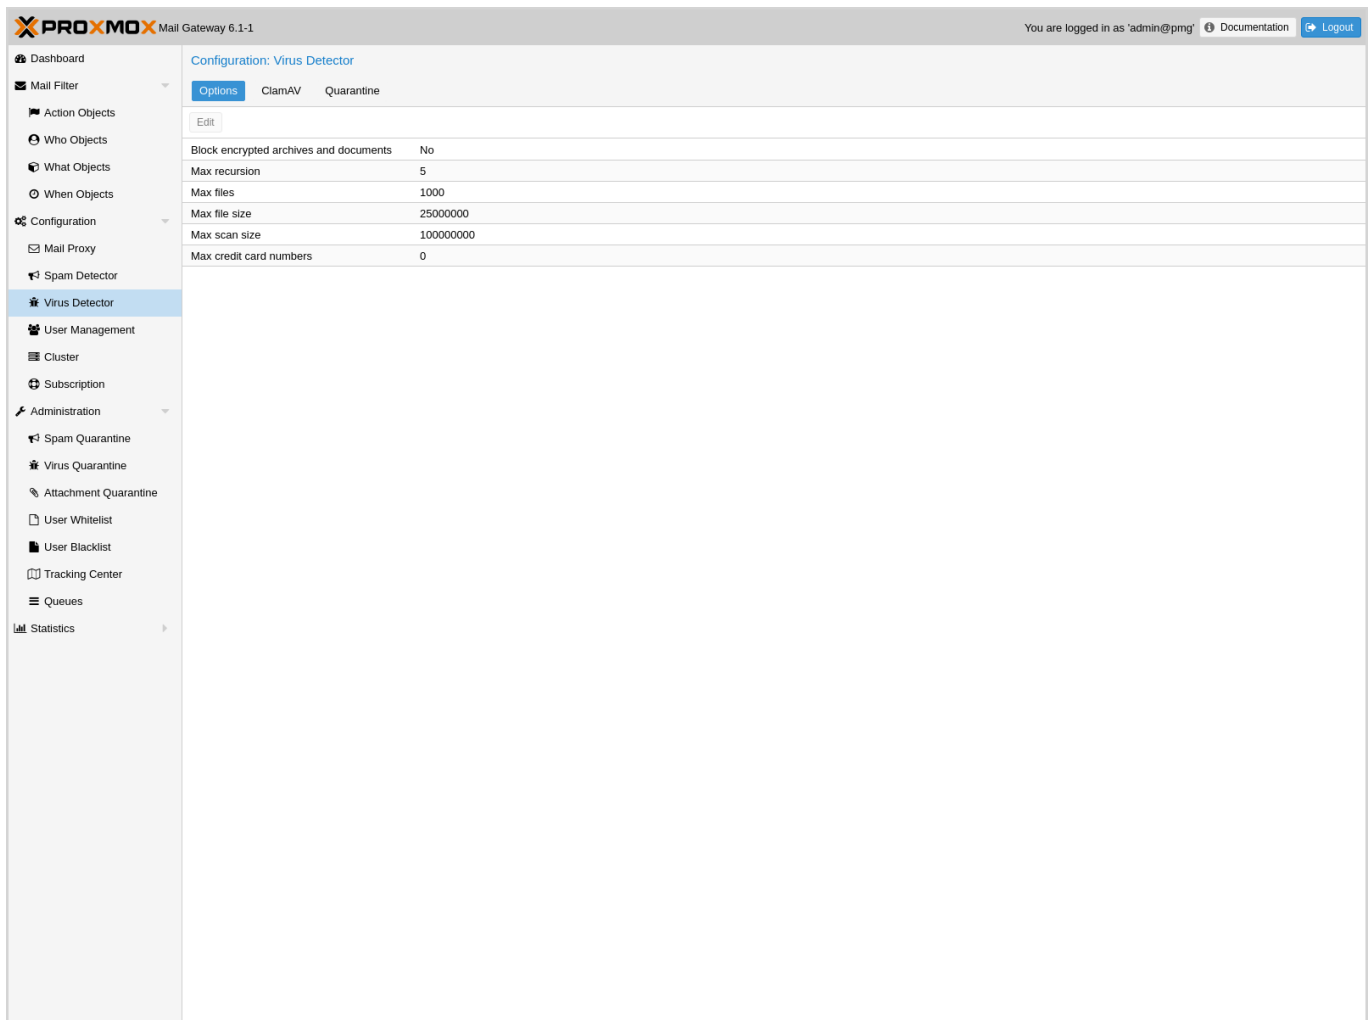 PROXMOX Mail Gateway 6.1-1 You are logged in as 'admin@pmg' Documentation Logout
Dashboard
Mail Filter
Action Objects
Who Objects
What Objects
When Objects
Configuration
Mail Proxy
Spam Detector
Virus Detector
User Management
Cluster
Subscription
Administration
Spam Quarantine
Virus Quarantine
Attachment Quarantine
User Whitelist
User Blacklist
Tracking Center
Queues
Statistics
Configuration: Virus Detector
Options ClamAV Quarantine
Edit
Block encrypted archives and documents No
Max recursion 5
Max files 1000
Max file size 25000000
Max scan size 100000000
Max credit card numbers 0